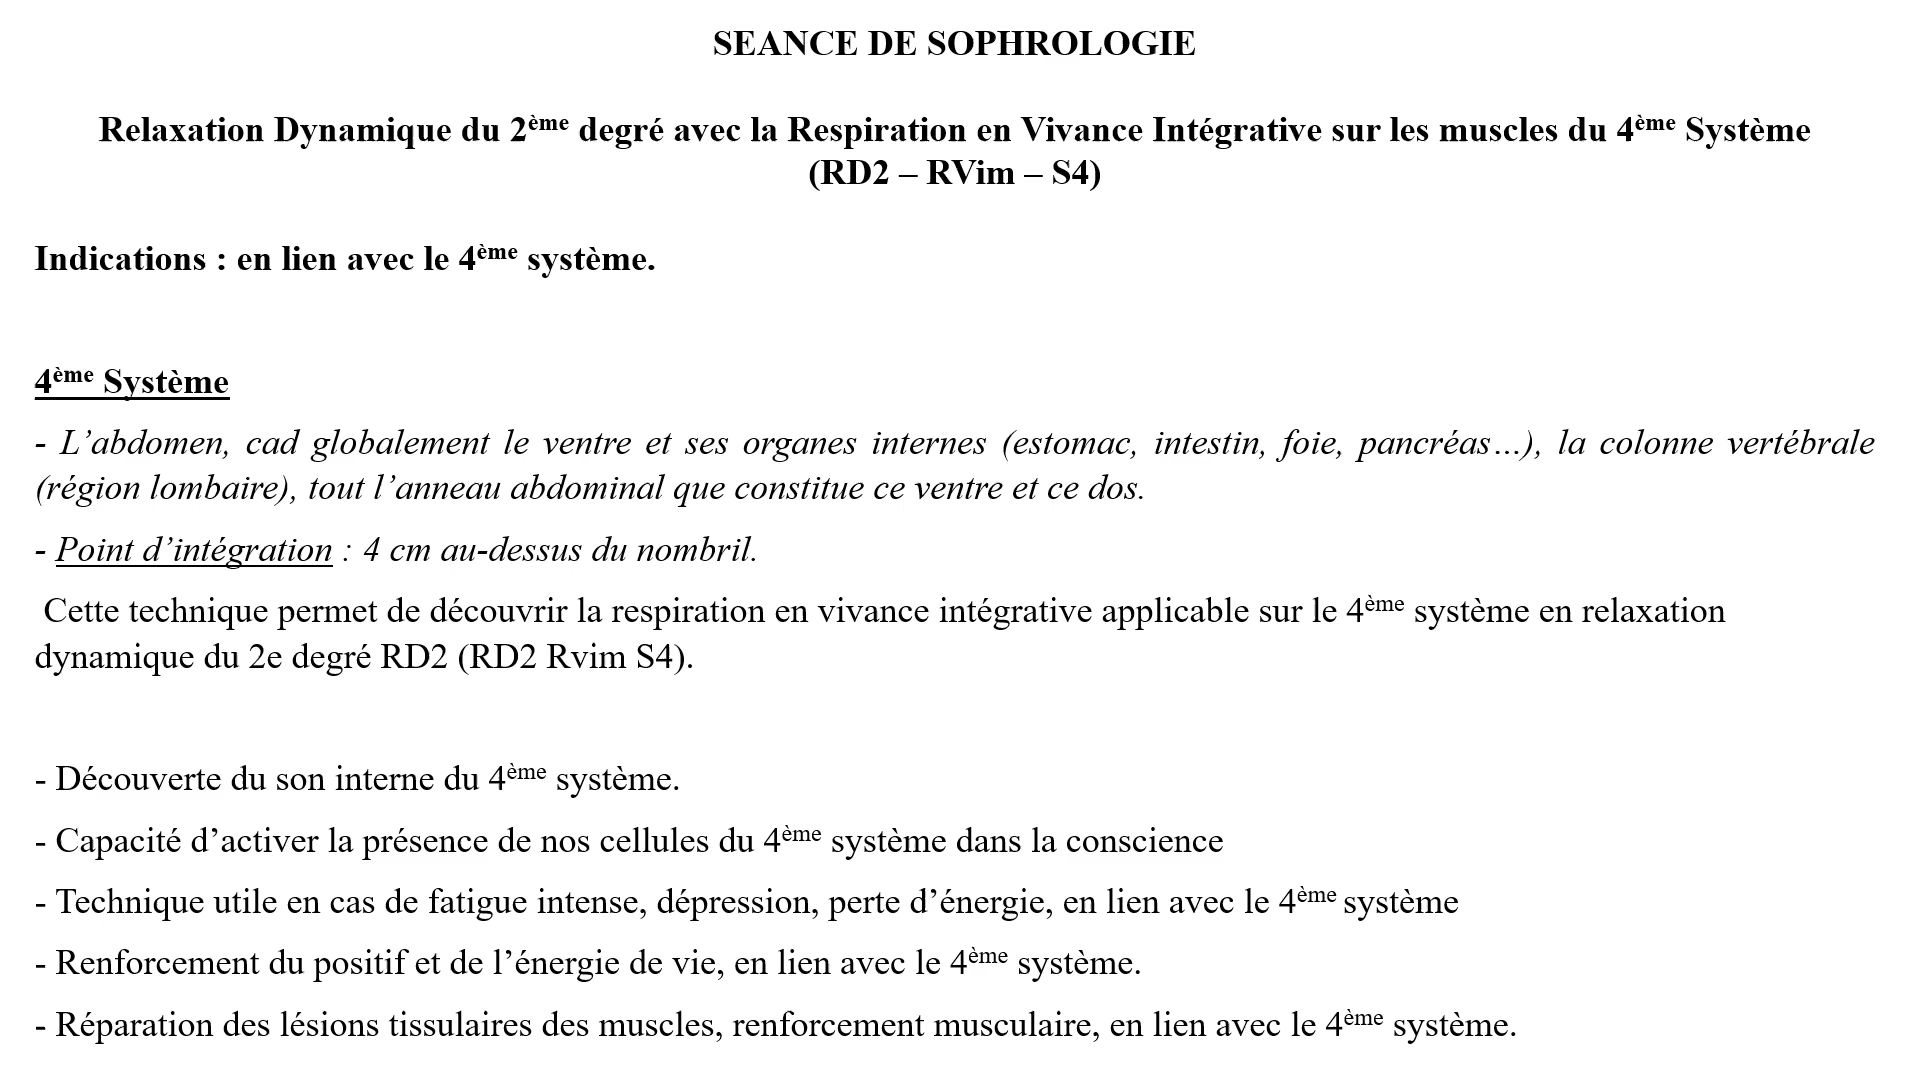 SEANCE DE SOPHROLOGIE
Relaxation Dynamique du 2ème degré avec la Respiration en Vivance Intégrative sur les muscles du 4ème Système
(RD2 – RVim – S4)
Indications : en lien avec le 4ème système.
4ème Système
- L’abdomen, cad globalement le ventre et ses organes internes (estomac, intestin, foie, pancréas…), la colonne vertébrale
(région lombaire), tout l’anneau abdominal que constitue ce ventre et ce dos.
- Point d’intégration : 4 cm au-dessus du nombril.
Cette technique permet de découvrir la respiration en vivance intégrative applicable sur le 4ème système en relaxation
dynamique du 2e degré RD2 (RD2 Rvim S4).
- Découverte du son interne du 4ème système.
- Capacité d’activer la présence de nos cellules du 4ème système dans la conscience
- Technique utile en cas de fatigue intense, dépression, perte d’énergie, en lien avec le 4ème système
- Renforcement du positif et de l’énergie de vie, en lien avec le 4ème système.
- Réparation des lésions tissulaires des muscles, renforcement musculaire, en lien avec le 4ème système.